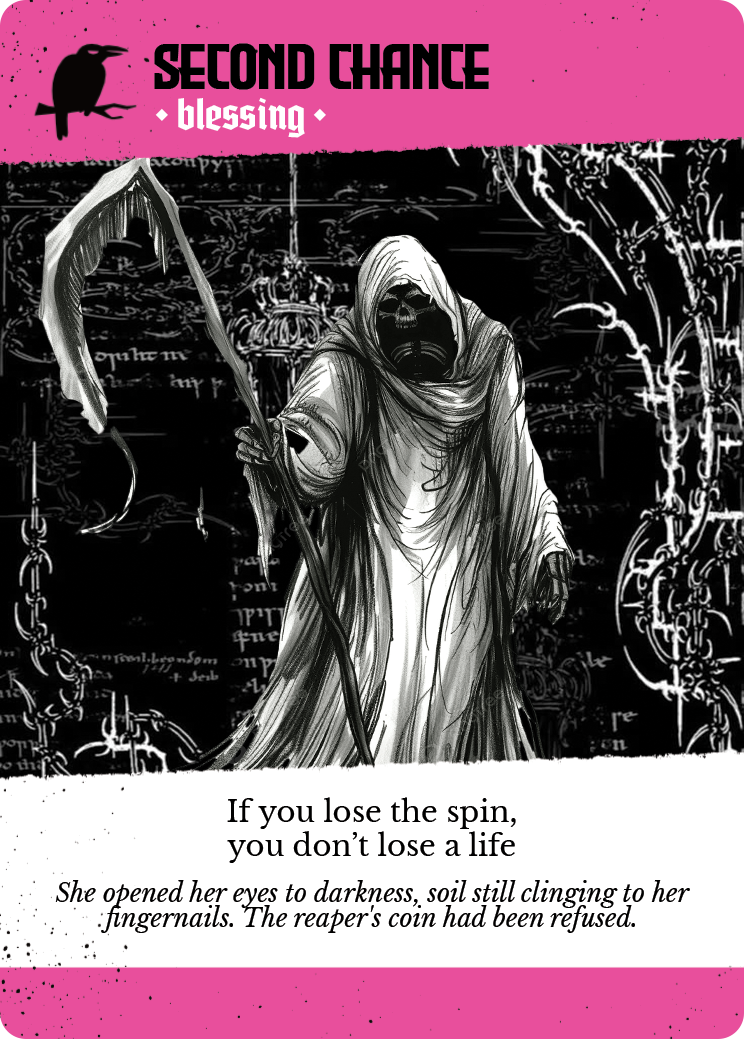 SECOND CHANCE
• blessing •
If you lose the spin,
you don’t lose a life
She opened her eyes to darkness, soil still clinging to her
fingernails. The reaper's coin had been refused.